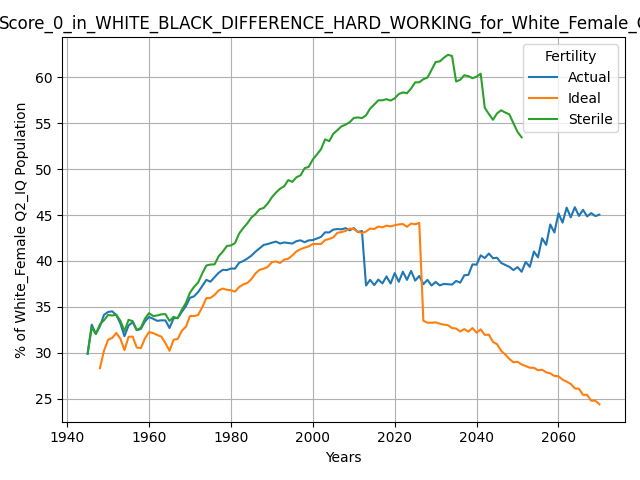 Score_0_in_WHITE_BLACK_DIFFERENCE_HARD_WORKING_for_White_Female_
% of White_Female Q2_IQ Population
60
55
50
45
40
35
30
25
Fertility
Actual
Ideal
Sterile
1940
1960
1980
2000
2020
2040
2060
Years